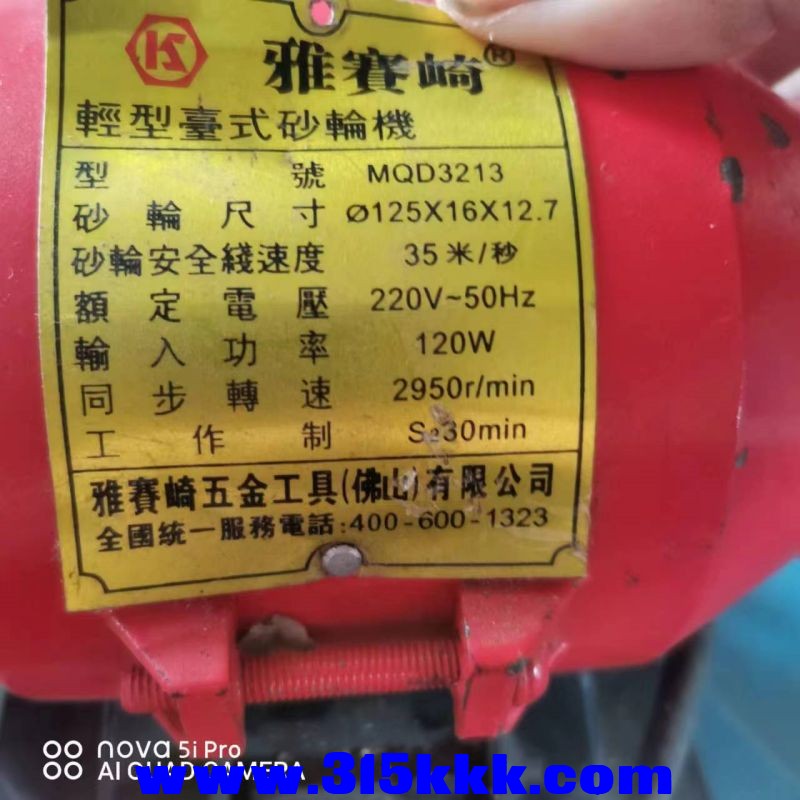 雅賽崎®
輕型臺式砂輪機
型號 MQD3213
砂輪尺寸 Ø125X16X12.7
砂輪安全綫速度 35米/秒
額定電壓 220V~50Hz
輸入功率 120W
同步轉速 2950r/min
工作制 S₂30min
雅賽崎五金工具(佛山)有限公司
全國統一服務電話:400-600-1323
nova 5i Pro
AI QUAD CAMERA
www.315kkk.com